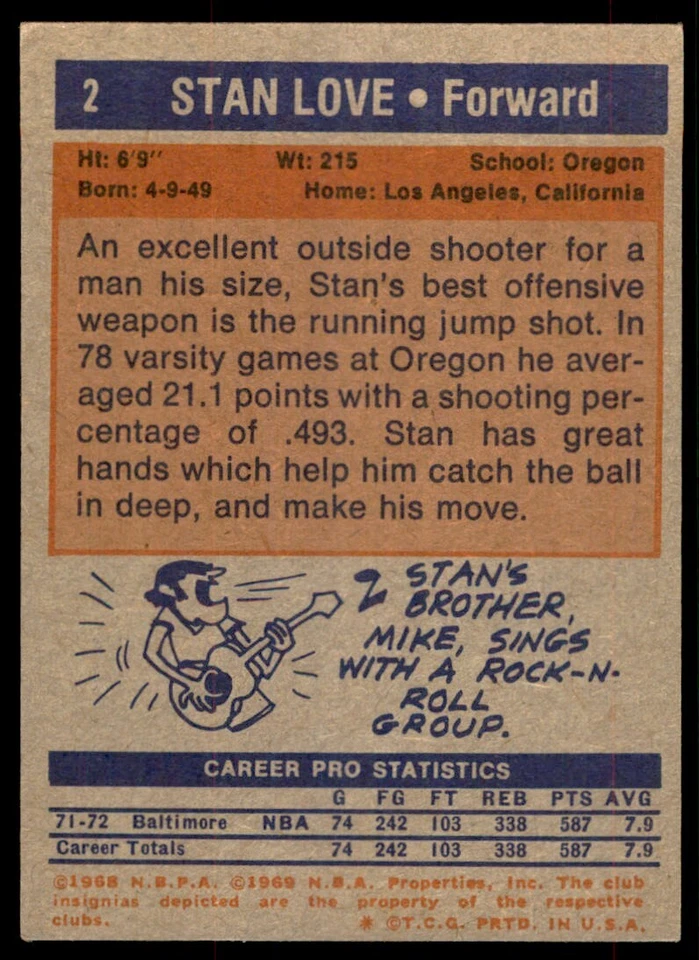 2 STAN LOVE • Forward
Ht: 6'9" Wt: 215 School: Oregon
Born: 4-9-49 Home: Los Angeles, California
An excellent outside shooter for a
man his size, Stan's best offensive
weapon is the running jump shot. In
78 varsity games at Oregon he aver-
aged 21.1 points with a shooting per-
centage of .493. Stan has great
hands which help him catch the ball
in deep, and make his move.
STAN'S
BROTHER,
MIKE, SINGS
WITH A ROCK-N-
ROLL
GROUP.
CAREER PRO STATISTICS
G FG FT REB PTS AVG
71-72 Baltimore NBA 74 242 103 338 587 7.9
Career Totals 74 242 103 338 587 7.9
©1968 N.B.P.A. ©1969 N.B.A. Properties, Inc. The club
insignias depicted are the property of the respective
clubs. * ©T.C.G. PRTD. IN U.S.A.